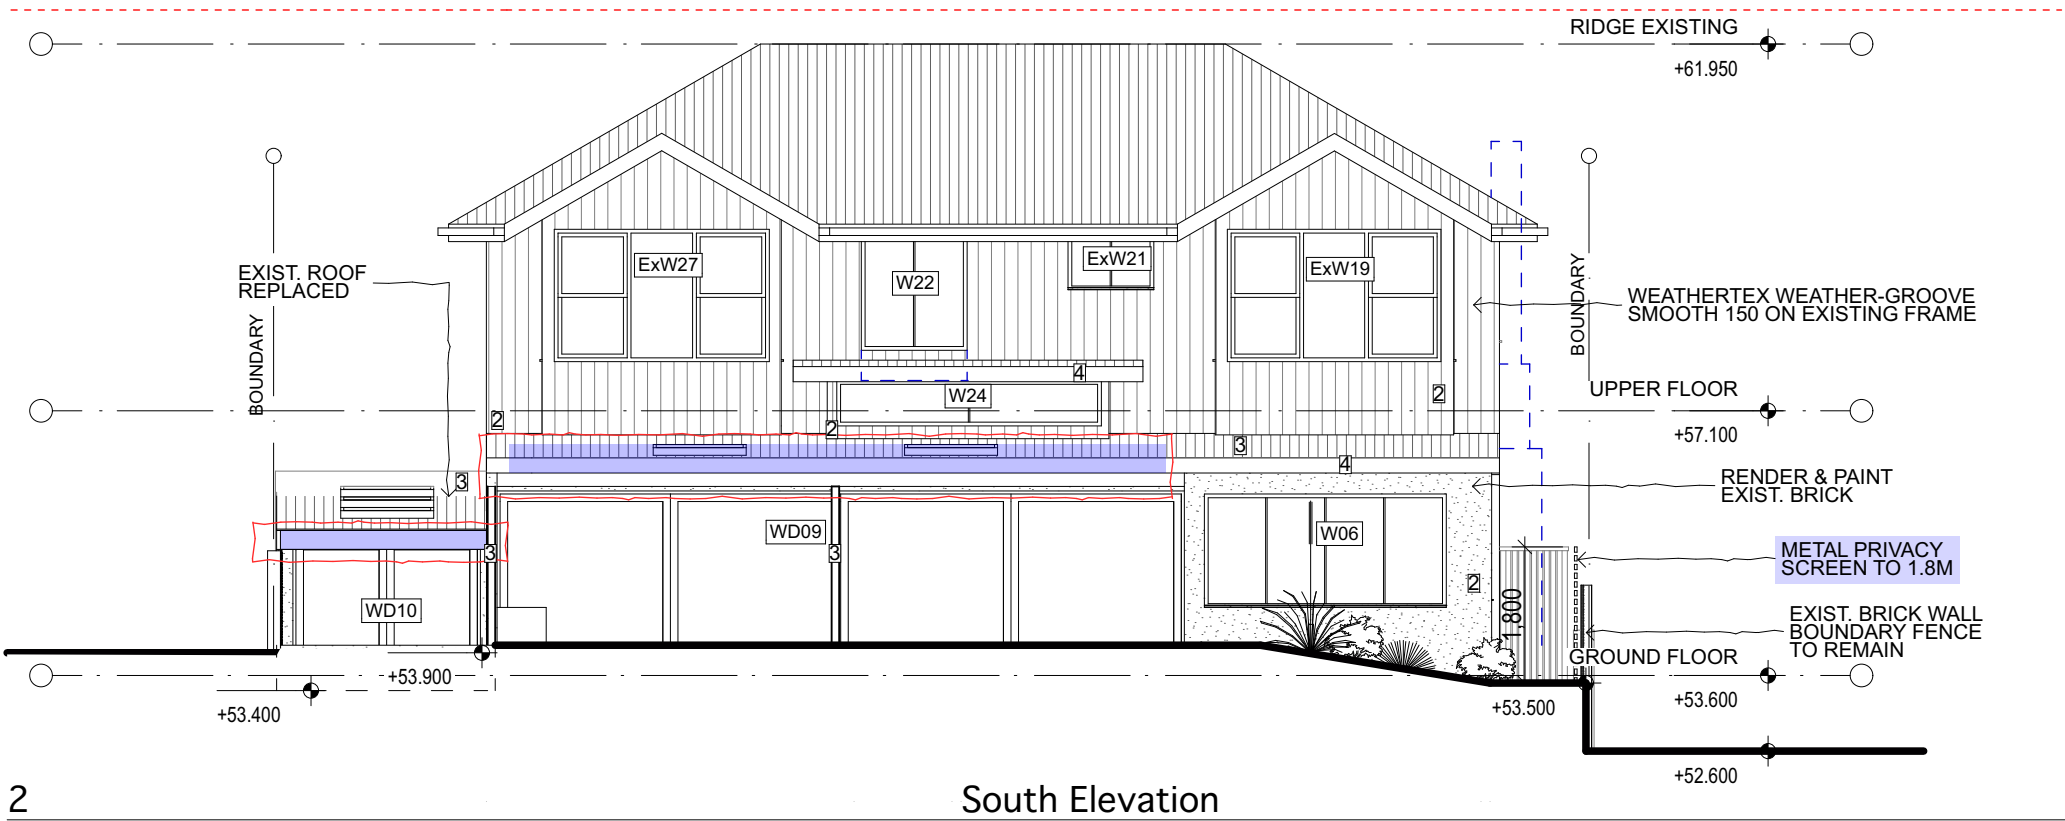 RIDGE EXISTING
+61.950
EXIST. ROOF
REPLACED
BOUNDARY
ExW27
W22
ExW21
ExW19
BOUNDARY
WEATHERTEX WEATHER-GROOVE
SMOOTH 150 ON EXISTING FRAME
4
W24
UPPER FLOOR
+57.100
2
2
2
3
4
3
RENDER & PAINT
EXIST. BRICK
WD09
W06
3
3
METAL PRIVACY
SCREEN TO 1.8M
2
WD10
1,800
EXIST. BRICK WALL
BOUNDARY FENCE
TO REMAIN
GROUND FLOOR
+53.900
+53.400
+53.500
+53.600
+52.600
2
South Elevation